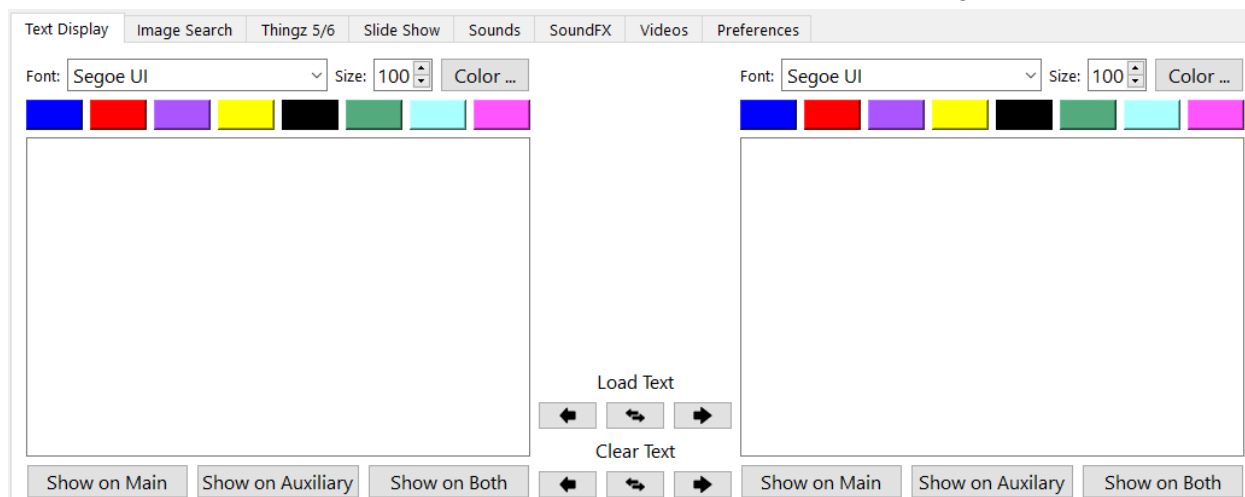 Text Display Image Search Thingz 5/6 Slide Show Sounds SoundFX Videos Preferences
Font: Segoe UI Size: 100 Color ... Font: Segoe UI Size: 100 Color ...
Load Text
Clear Text
Show on Main Show on Auxiliary Show on Both Show on Main Show on Auxilary Show on Both